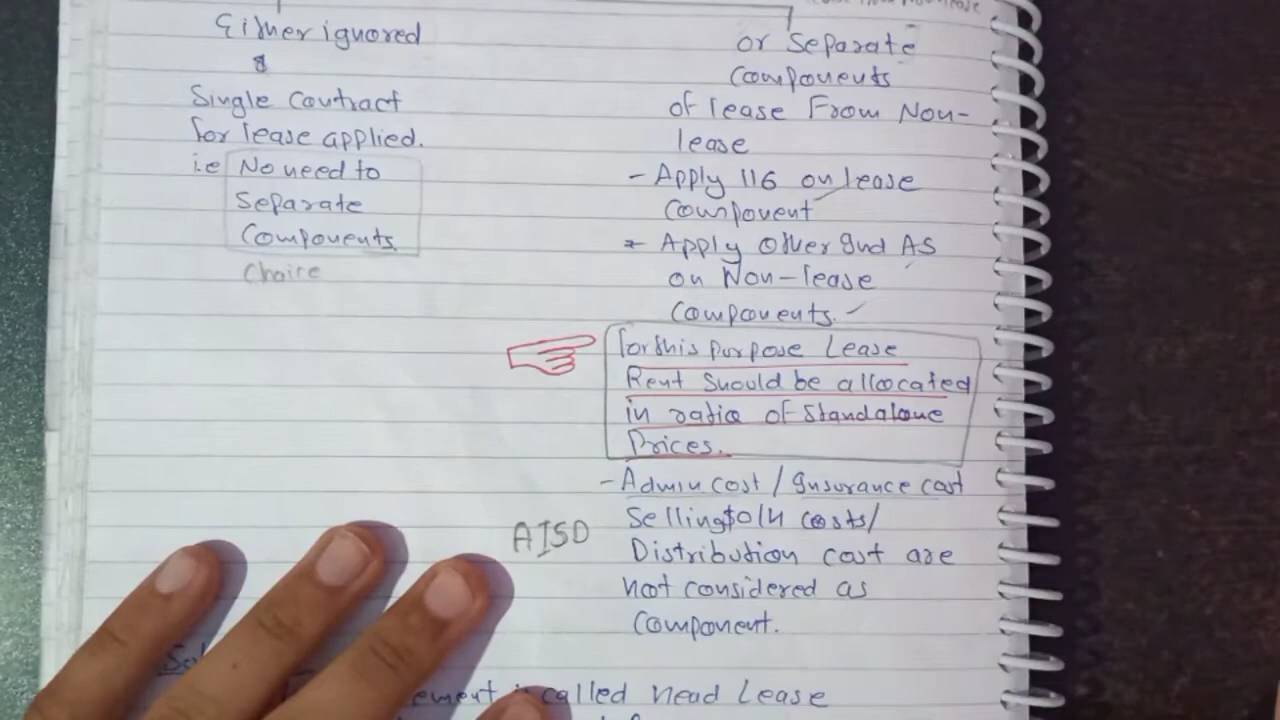 Either ignored
&
Single Contract
for lease applied.
i.e No need to
Separate
Components
Choice
or Separate
Components
of lease From Non-
lease
- Apply 116 on lease
Component
* Apply Other Ind AS
on Non-lease
Components.
for this purpose Lease
Rent Should be allocated
in ratio of Standalone
Prices.
- Admin cost / Insurance cost
Selling & O/H costs/
Distribution cost are
not considered as
Component.
AISD
called head lease